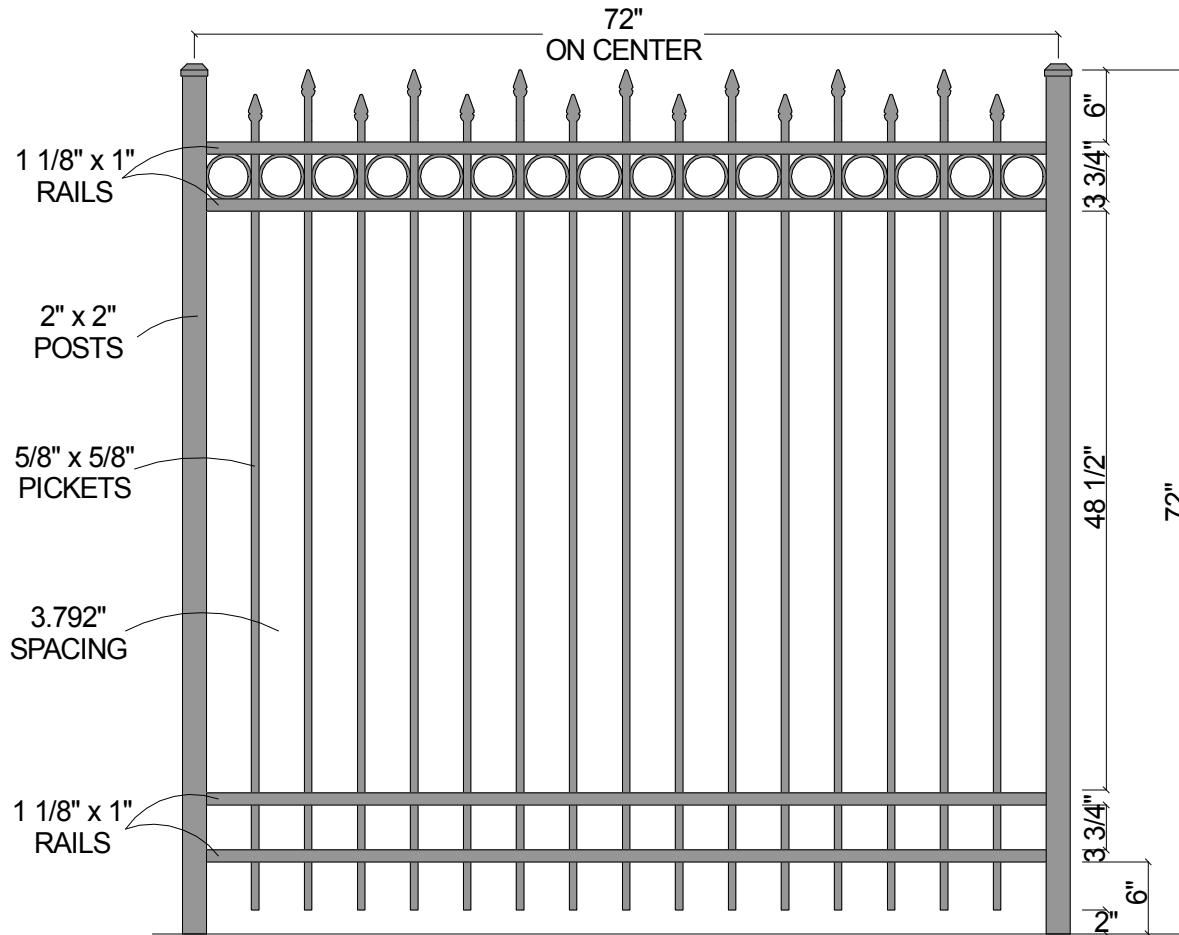 72"
ON CENTER
6"
1 1/8" x 1"
RAILS
3 3/4"
2" x 2"
POSTS
5/8" x 5/8"
PICKETS
48 1/2"
72"
3.792"
SPACING
1 1/8" x 1"
RAILS
3 3/4"
6"
2"